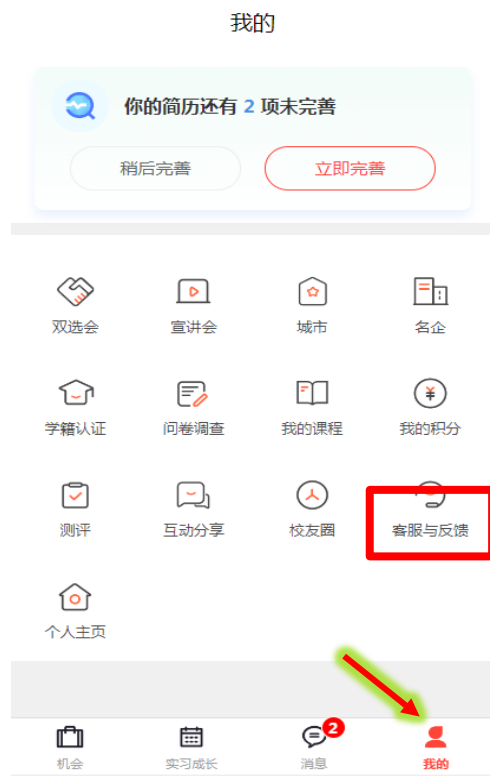 我的
你的简历还有 2 项未完善
稍后完善 立即完善
双选会 宣讲会 城市 名企
学籍认证 问卷调查 我的课程 我的积分
测评 互动分享 校友圈 客服与反馈
个人主页
2
机会 实习成长 消息 我的